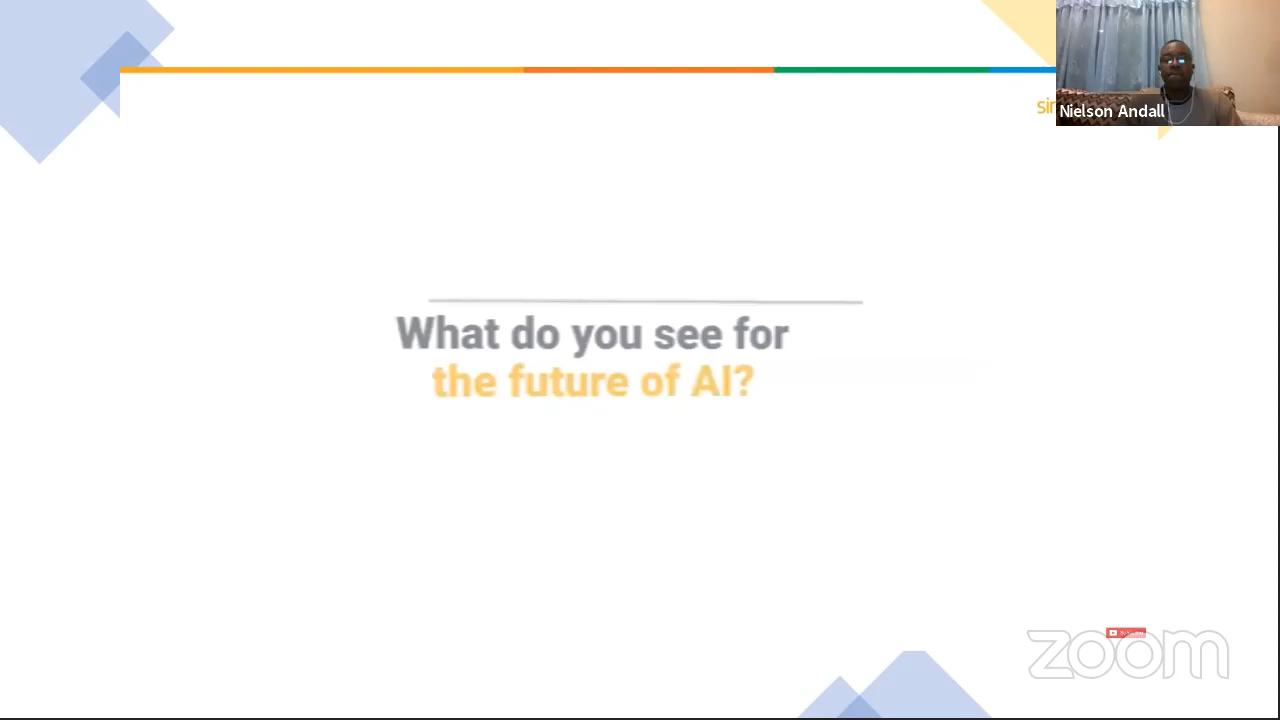 Nielson Andall
What do you see for
the future of AI?
zoom